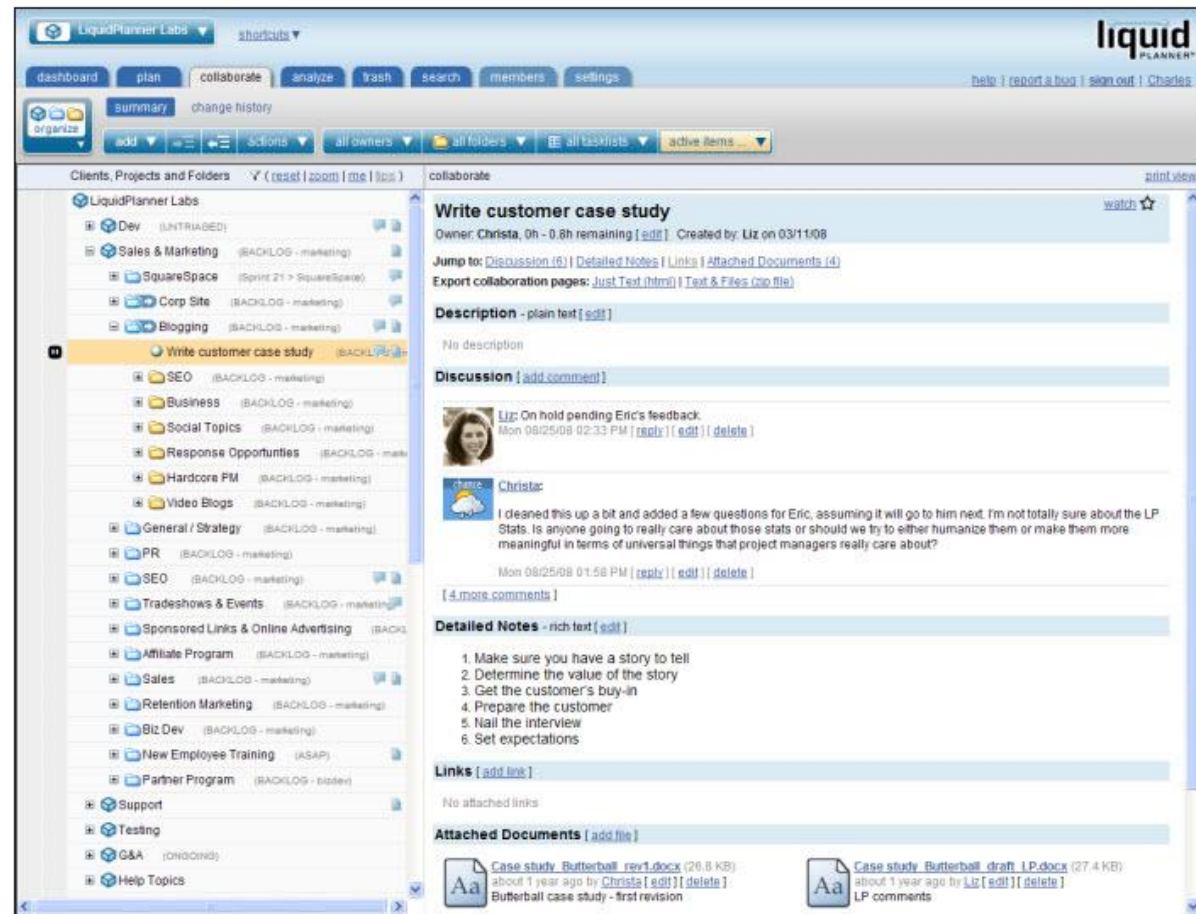 LiquidPlanner Labs ▼ shortcuts ▼
liquid
PLANNER
dashboard plan collaborate analyze trash search members settings
help | report a bug | sign out | Charles
organize
summary change history
add ▼ actions ▼ all owners ▼ all folders ▼ all tasklists ▼ active items ... ▼
Clients, Projects and Folders ( reset | zoom | me | tips )
LiquidPlanner Labs
Dev (UNTRIAGED)
Sales & Marketing (BACKLOG - marketing)
SquareSpace (Sprint 21 > SquareSpace)
Corp Site (BACKLOG - marketing)
Blogging (BACKLOG - marketing)
Write customer case study (BACKL
SEO (BACKLOG - marketing)
Business (BACKLOG - marketing)
Social Topics (BACKLOG - marketing)
Response Opportunties (BACKLOG - mark
Hardcore PM (BACKLOG - marketing)
Video Blogs (BACKLOG - marketing)
General / Strategy (BACKLOG - marketing)
PR (BACKLOG - marketing)
SEO (BACKLOG - marketing)
Tradeshows & Events (BACKLOG - marketing
Sponsored Links & Online Advertising (BACKL
Affiliate Program (BACKLOG - marketing)
Sales (BACKLOG - marketing)
Retention Marketing (BACKLOG - marketing)
Biz Dev (BACKLOG - marketing)
New Employee Training (ASAP)
Partner Program (BACKLOG - bizdev)
Support
Testing
G&A (ONGOING)
Help Topics
collaborate print view
Write customer case study watch
Owner: Christa, 0h - 0.8h remaining [ edit ] Created by: Liz on 03/11/08
Jump to: Discussion (6) | Detailed Notes | Links | Attached Documents (4)
Export collaboration pages: Just Text (html) | Text & Files (zip file)
Description - plain text [ edit ]
No description
Discussion [ add comment ]
Liz: On hold pending Eric's feedback.
Mon 08/25/08 02:33 PM [ reply ] [ edit ] [ delete ]
chance
Christa:
I cleaned this up a bit and added a few questions for Eric, assuming it will go to him next. I'm not totally sure about the LP
Stats. Is anyone going to really care about those stats or should we try to either humanize them or make them more
meaningful in terms of universal things that project managers really care about?
Mon 08/25/08 01:58 PM [ reply ] [ edit ] [ delete ]
[ 4 more comments ]
Detailed Notes - rich text [ edit ]
1. Make sure you have a story to tell
2. Determine the value of the story
3. Get the customer's buy-in
4. Prepare the customer
5. Nail the interview
6. Set expectations
Links [ add link ]
No attached links
Attached Documents [ add file ]
Aa Case study_Butterball_rev1.docx (26.8 KB)
about 1 year ago by Christa [ edit ] [ delete ]
Butterball case study - first revision
Aa Case study_Butterball_draft_LP.docx (27.4 KB)
about 1 year ago by Liz [ edit ] [ delete ]
LP comments